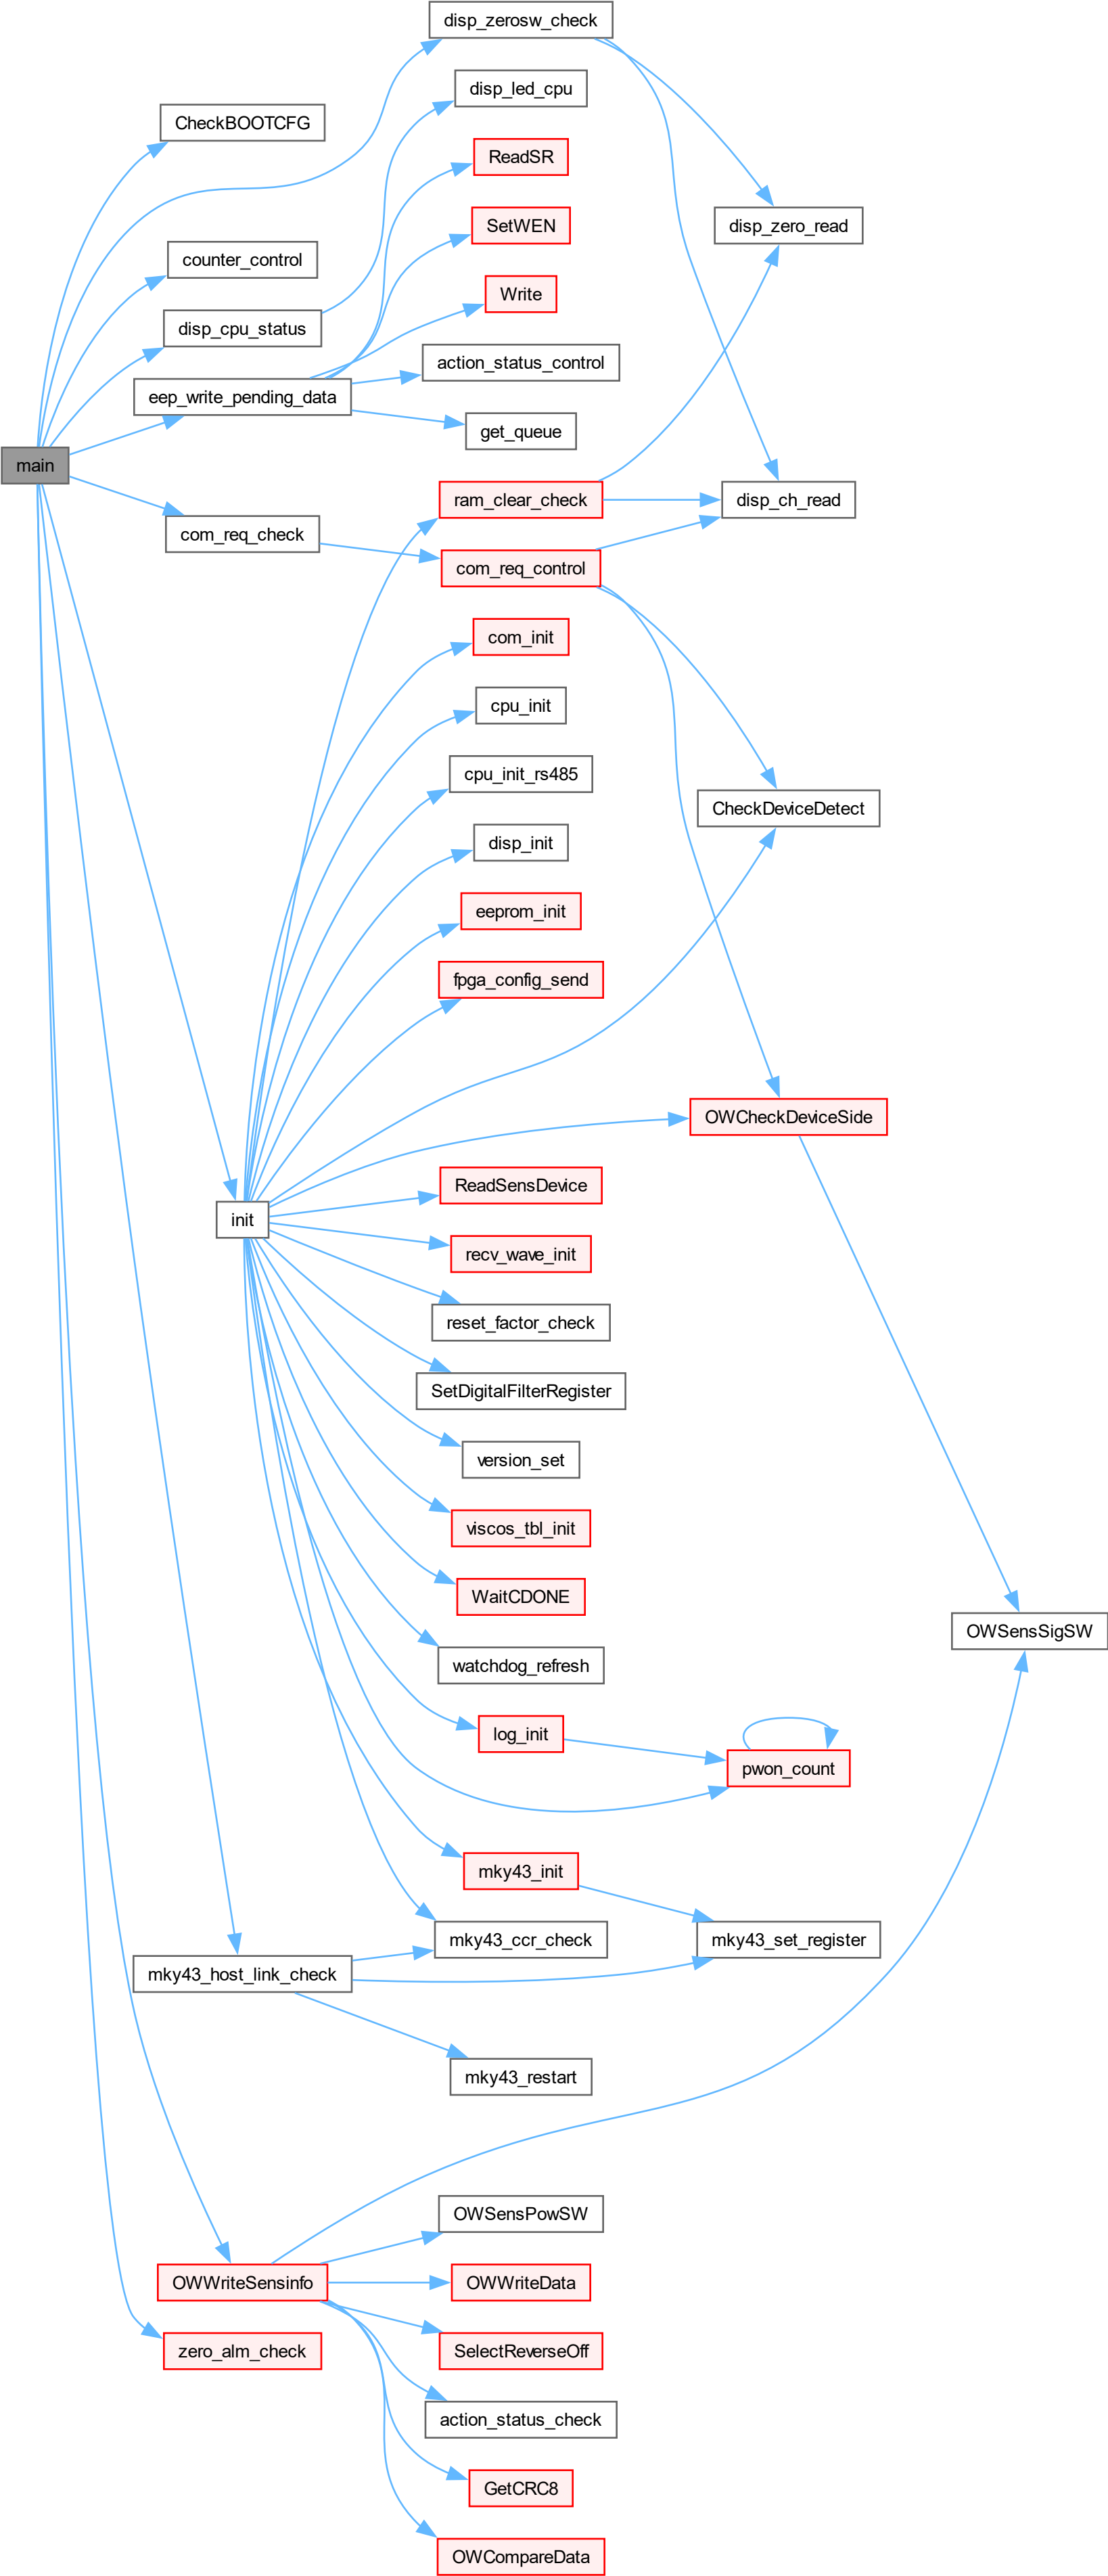 disp_zerosw_check
disp_led_cpu
CheckBOOTCFG
ReadSR
SetWEN
disp_zero_read
counter_control
Write
disp_cpu_status
action_status_control
eep_write_pending_data
get_queue
main
ram_clear_check
disp_ch_read
com_req_check
com_req_control
com_init
cpu_init
cpu_init_rs485
CheckDeviceDetect
disp_init
eeprom_init
fpga_config_send
OWCheckDeviceSide
ReadSensDevice
init
recv_wave_init
reset_factor_check
SetDigitalFilterRegister
version_set
viscos_tbl_init
WaitCDONE
OWSensSigSW
watchdog_refresh
log_init
pwon_count
mky43_init
mky43_ccr_check
mky43_set_register
mky43_host_link_check
mky43_restart
OWSensPowSW
OWWriteSensinfo
OWWriteData
zero_alm_check
SelectReverseOff
action_status_check
GetCRC8
OWCompareData